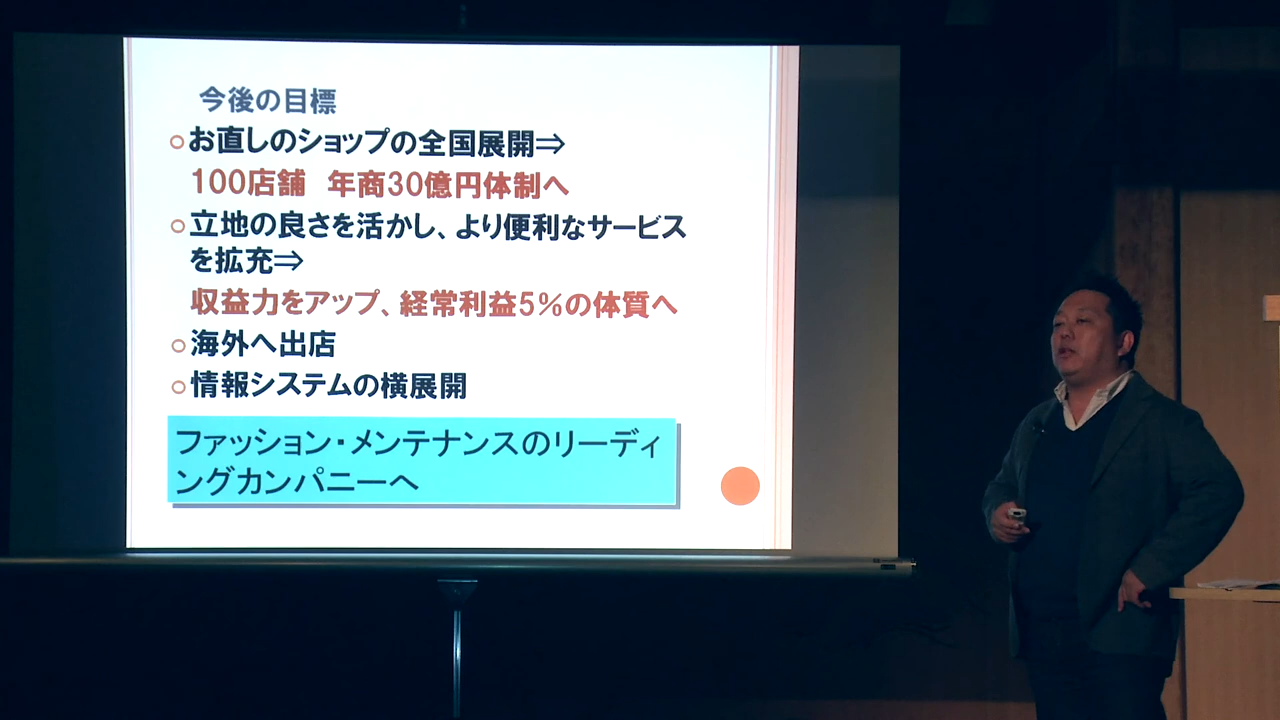 今後の目標
お直しのショップの全国展開⇒
100店舗 年商30億円体制へ
立地の良さを活かし、より便利なサービス
を拡充⇒
収益力をアップ、経常利益5%の体質へ
海外へ出店
情報システムの横展開
ファッション・メンテナンスのリーディ
ングカンパニーへ